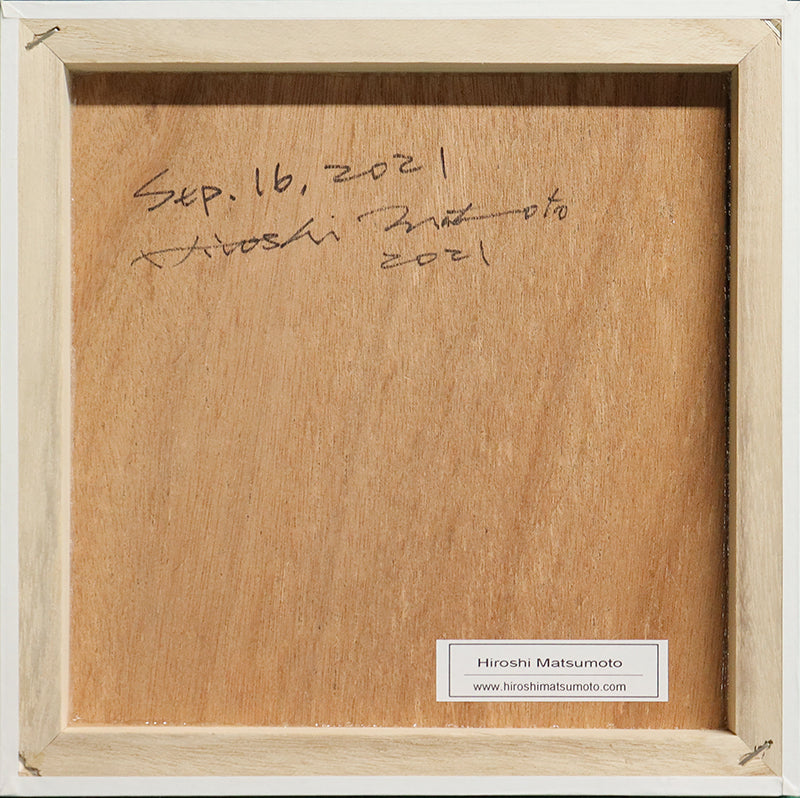 Sep. 16, 2021
Hiroshi Matsumoto
2021
Hiroshi Matsumoto
www.hiroshimatsumoto.com